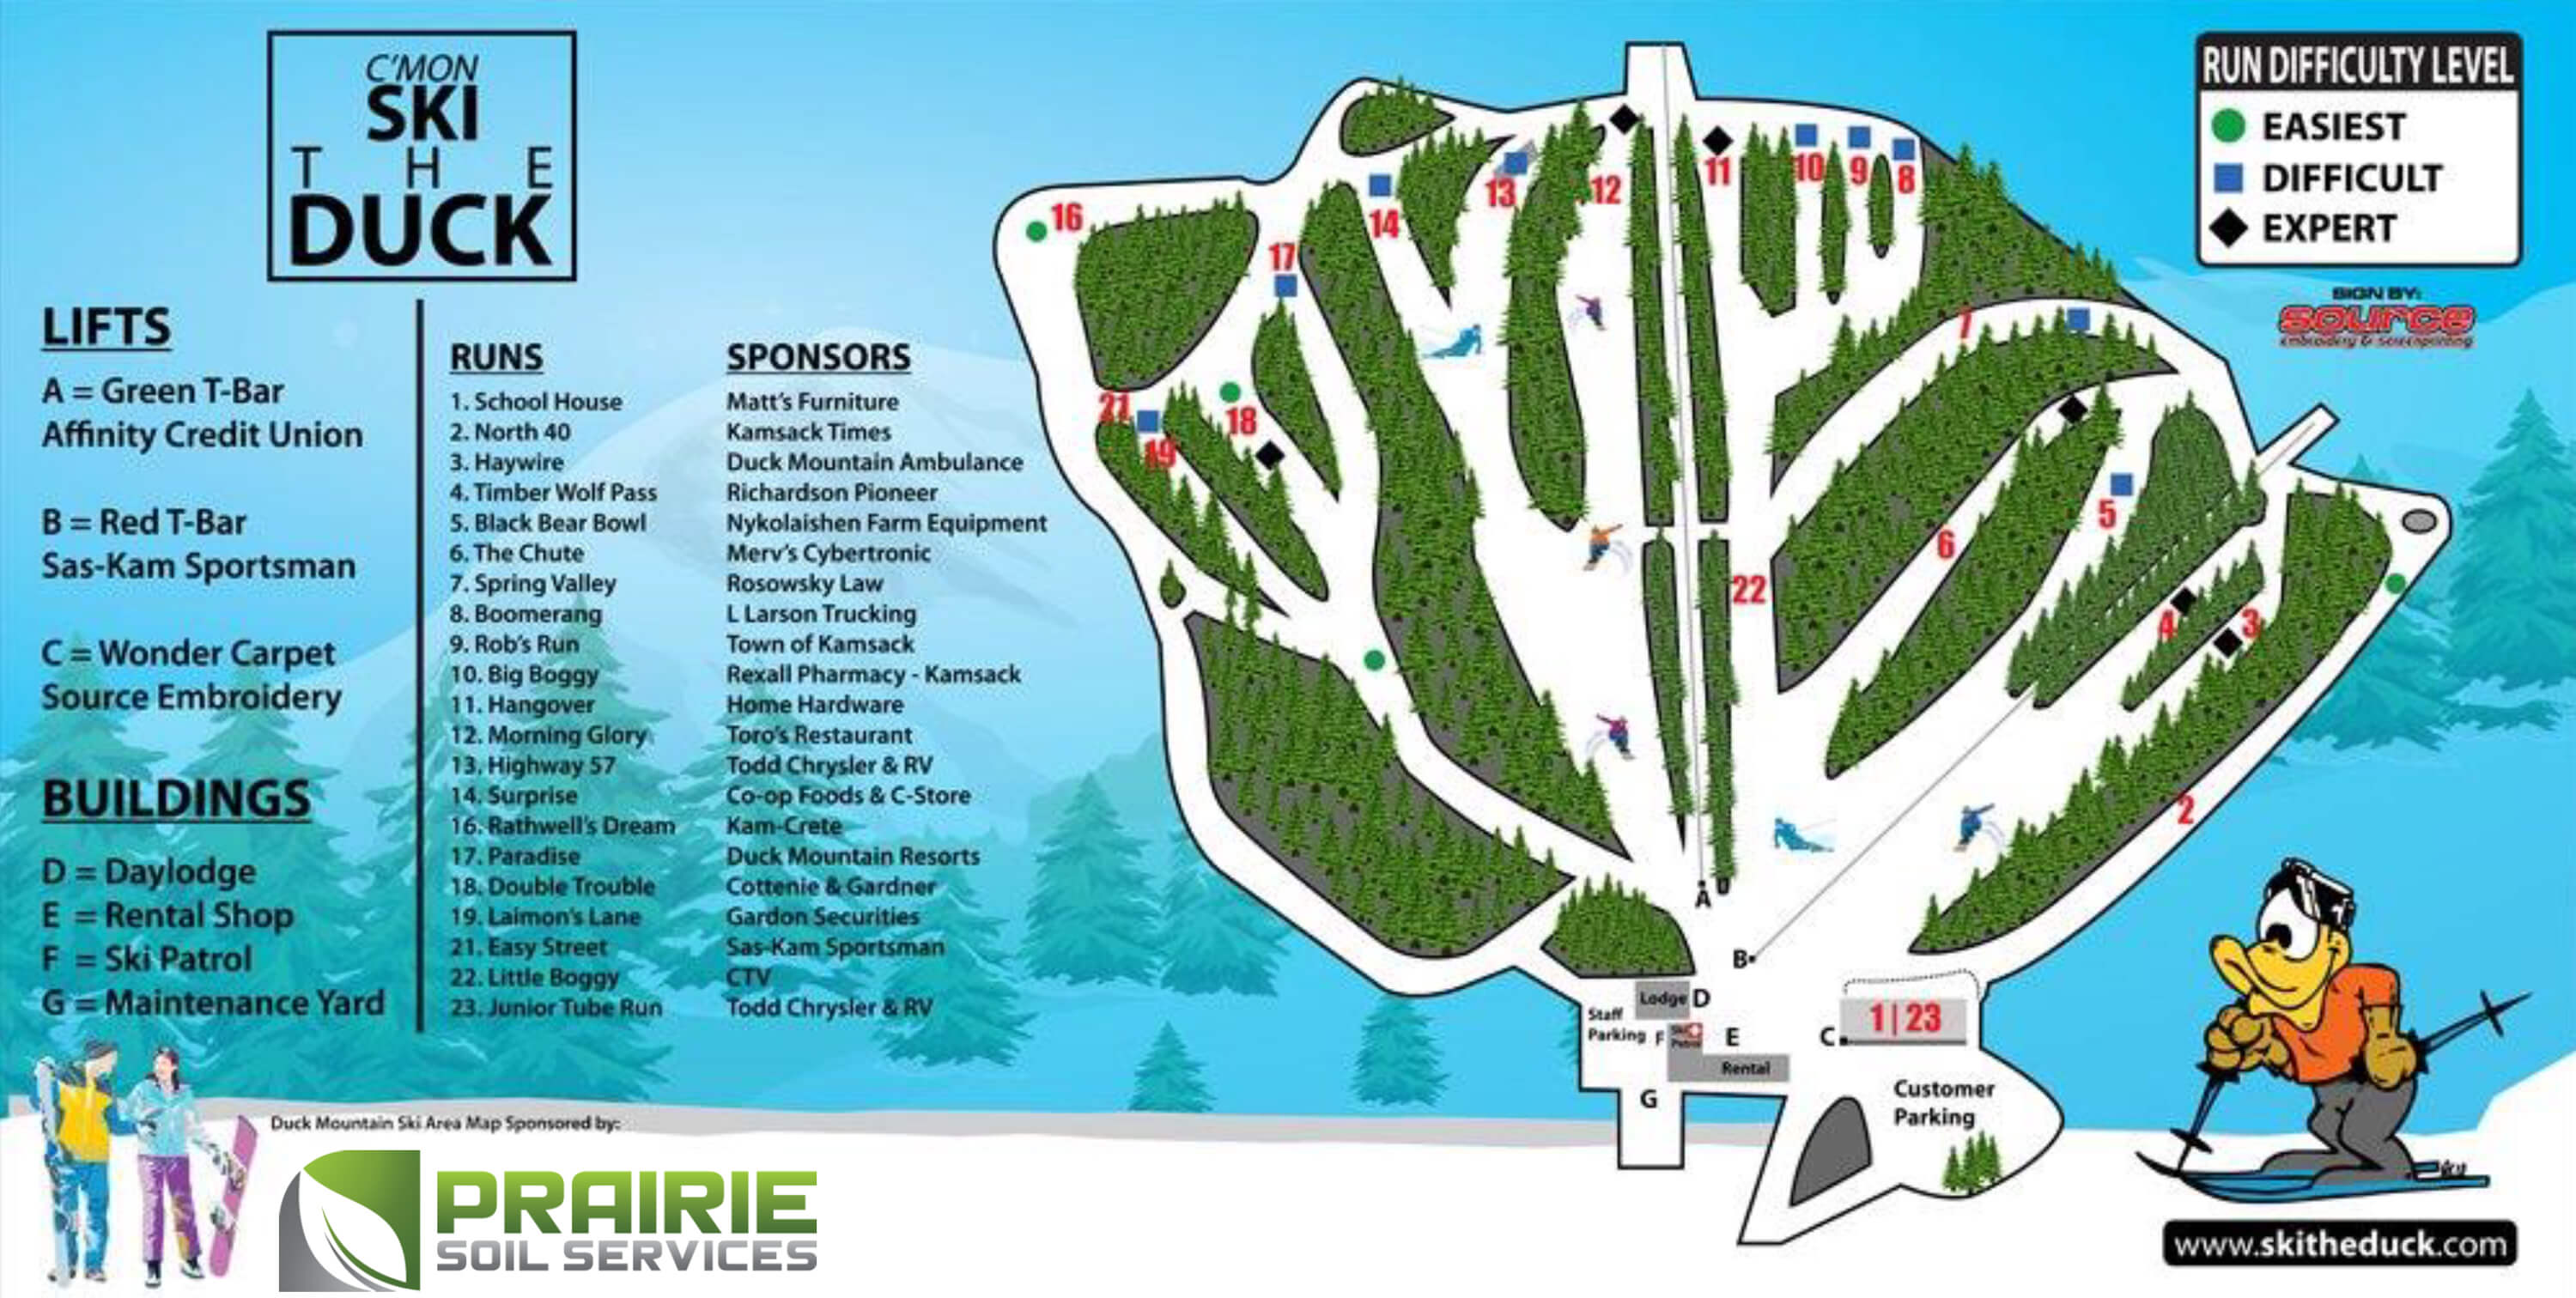 C'MON
SKI
T H E
DUCK
LIFTS
A = Green T-Bar
Affinity Credit Union
B = Red T-Bar
Sas-Kam Sportsman
C = Wonder Carpet
Source Embroidery
BUILDINGS
D = Daylodge
E = Rental Shop
F = Ski Patrol
G = Maintenance Yard
RUNS SPONSORS
1. School House Matt's Furniture
2. North 40 Kamsack Times
3. Haywire Duck Mountain Ambulance
4. Timber Wolf Pass Richardson Pioneer
5. Black Bear Bowl Nykolaishen Farm Equipment
6. The Chute Merv's Cybertronic
7. Spring Valley Rosowsky Law
8. Boomerang L Larson Trucking
9. Rob's Run Town of Kamsack
10. Big Boggy Rexall Pharmacy - Kamsack
11. Hangover Home Hardware
12. Morning Glory Toro's Restaurant
13. Highway 57 Todd Chrysler & RV
14. Surprise Co-op Foods & C-Store
16. Rathwell's Dream Kam-Crete
17. Paradise Duck Mountain Resorts
18. Double Trouble Cottenie & Gardner
19. Laimon's Lane Gardon Securities
21. Easy Street Sas-Kam Sportsman
22. Little Boggy CTV
23. Junior Tube Run Todd Chrysler & RV
Duck Mountain Ski Area Map Sponsored by:
PRAIRIE
SOIL SERVICES
16
17
14
13
12
11
10
9
8
7
21
18
19
22
6
5
4
3
2
A
B
Lodge D
Staff
Parking F
Ski
Patrol
E
Rental
G
C
1 | 23
Customer
Parking
RUN DIFFICULTY LEVEL
EASIEST
DIFFICULT
EXPERT
SIGN BY:
source
embroidery & screenprinting
www.skitheduck.com